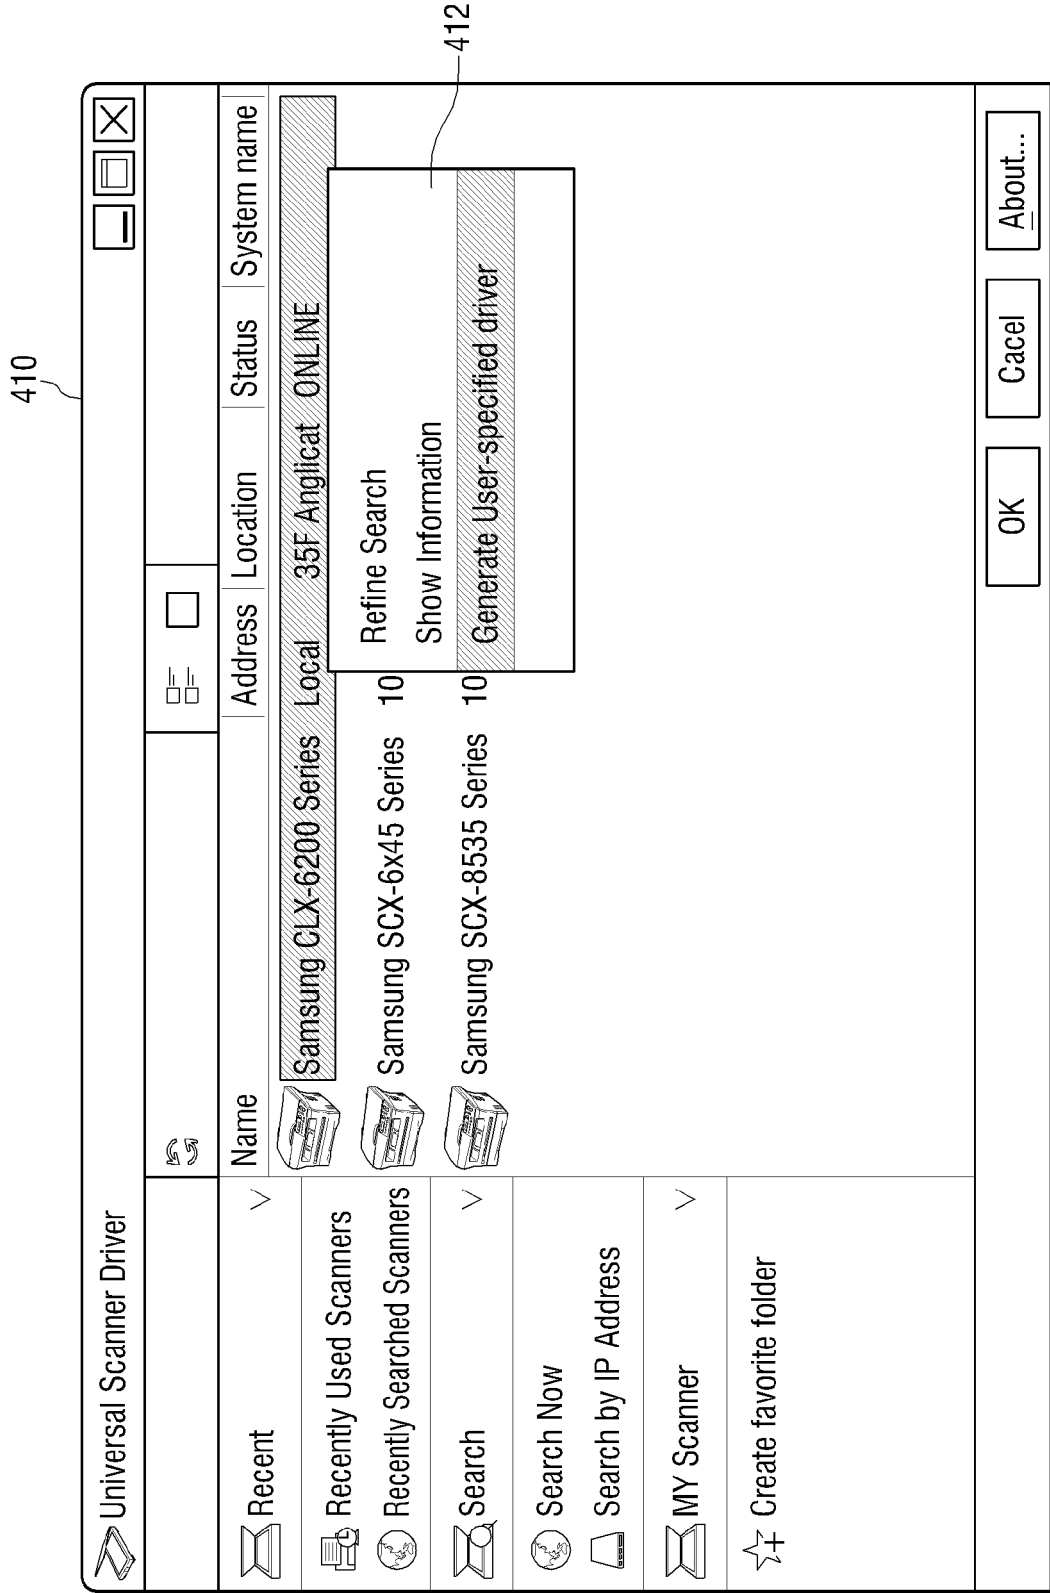 410
Universal Scanner Driver
Recent
Recently Used Scanners
Recently Searched Scanners
Search
Search Now
Search by IP Address
MY Scanner
Create favorite folder
Name Address Location Status System name
Samsung CLX-6200 Series Local 35F Anglicat ONLINE
Samsung SCX-6x45 Series 10
Samsung SCX-8535 Series 10
Refine Search
Show Information
Generate User-specified driver
412
OK Cacel About...